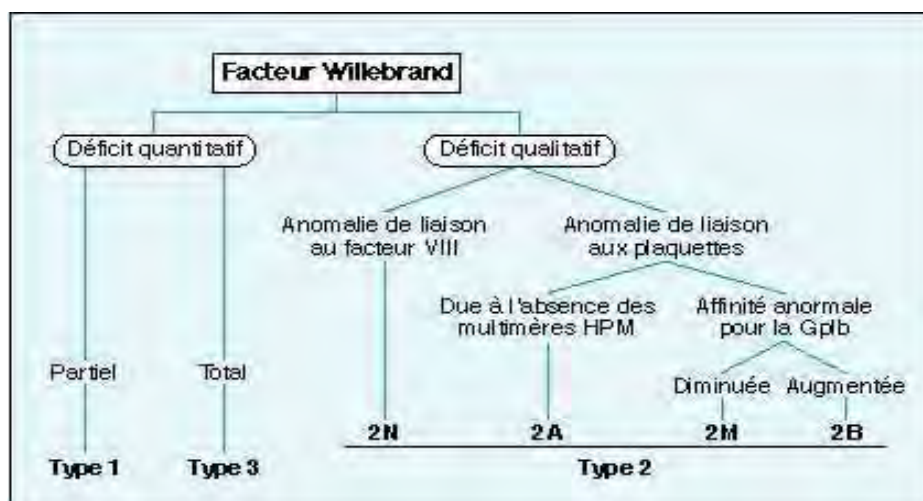 Facteur Willebrand
Déficit quantitatif
Déficit qualitatif
Anomalie de liaison
au facteur VIII
Anomalie de liaison
aux plaquettes
Due à l'absence des
multimères HPM
Affinité anormale
pour la GpIb
Partiel
Total
Diminuée
Augmentée
2N
2A
2M
2B
Type 1
Type 3
Type 2